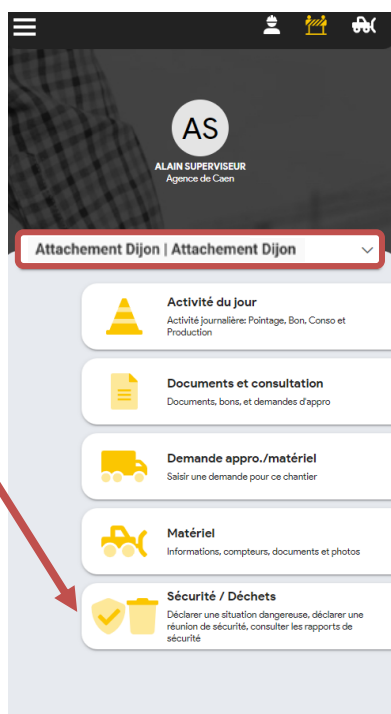 AS
ALAIN SUPERVISEUR
Agence de Caen
Attachement Dijon | Attachement Dijon
Activité du jour
Activité journalière: Pointage, Bon, Conso et
Production
Documents et consultation
Documents, bons, et demandes d'appro
Demande appro./matériel
Saisir une demande pour ce chantier
Matériel
Informations, compteurs, documents et photos
Sécurité / Déchets
Déclarer une situation dangereuse, déclarer une
réunion de sécurité, consulter les rapports de
sécurité